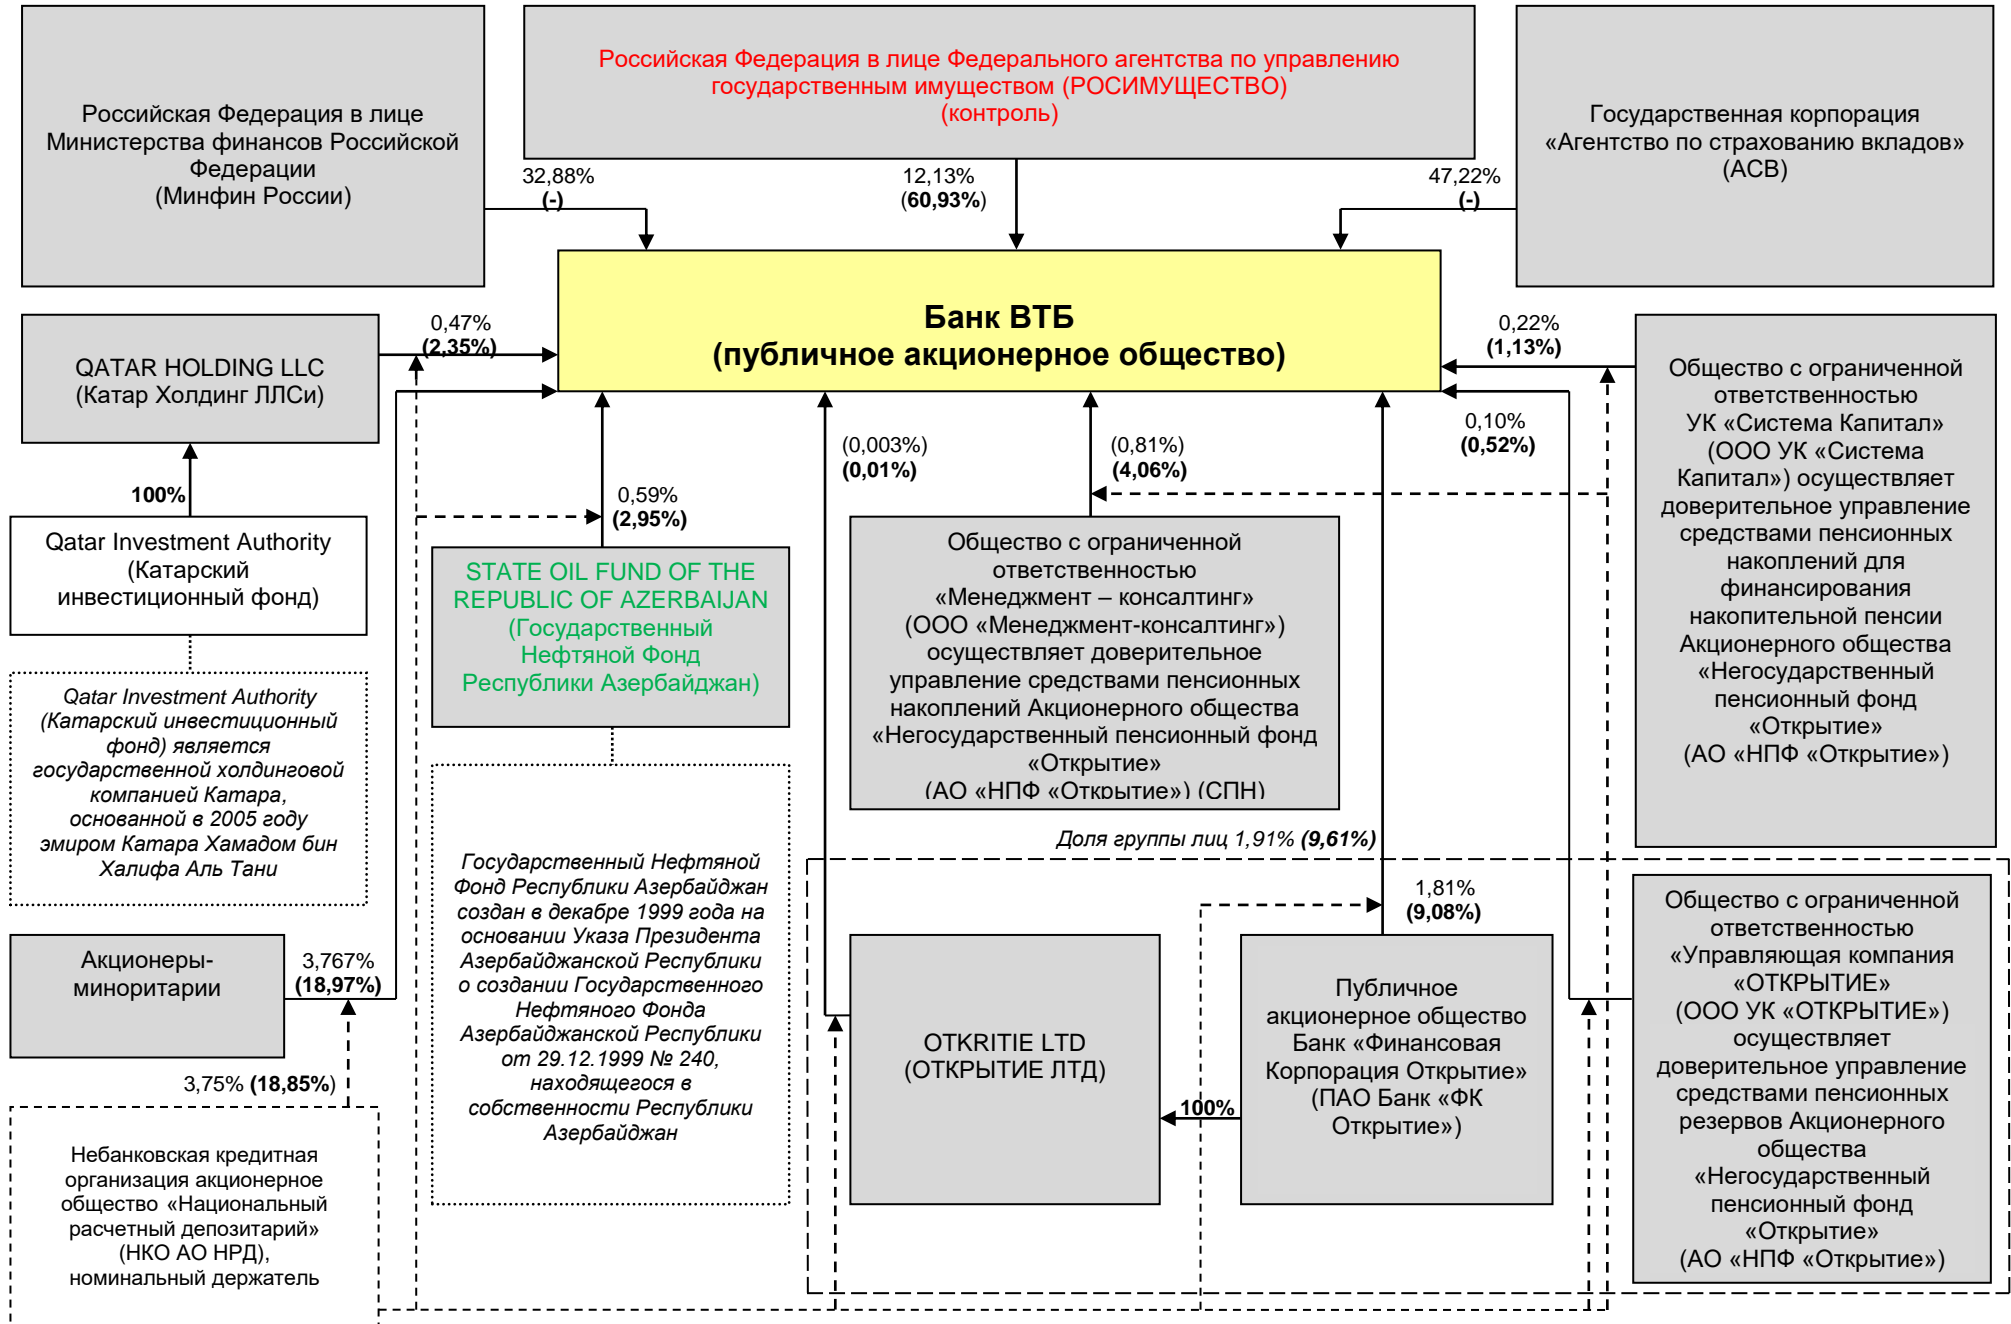 Российская Федерация в лице
Министерства финансов Российской
Федерации
(Минфин России)
Российская Федерация в лице Федерального агентства по управлению
государственным имуществом (РОСИМУЩЕСТВО)
(контроль)
Государственная корпорация
«Агентство по страхованию вкладов»
(АСВ)
32,88%
(-)
12,13%
(60,93%)
47,22%
(-)
Банк ВТБ
(публичное акционерное общество)
QATAR HOLDING LLC
(Катар Холдинг ЛЛСи)
0,47%
(2,35%)
100%
Qatar Investment Authority
(Катарский
инвестиционный фонд)
Qatar Investment Authority
(Катарский инвестиционный
фонд) является
государственной холдинговой
компанией Катара,
основанной в 2005 году
эмиром Катара Хамадом бин
Халифа Аль Тани
0,59%
(2,95%)
STATE OIL FUND OF THE
REPUBLIC OF AZERBAIJAN
(Государственный
Нефтяной Фонд
Республики Азербайджан)
Государственный Нефтяной
Фонд Республики Азербайджан
создан в декабре 1999 года на
основании Указа Президента
Азербайджанской Республики
о создании Государственного
Нефтяного Фонда
Азербайджанской Республики
от 29.12.1999 № 240,
находящегося в
собственности Республики
Азербайджан
(0,003%)
(0,01%)
(0,81%)
(4,06%)
Общество с ограниченной
ответственностью
«Менеджмент – консалтинг»
(ООО «Менеджмент-консалтинг»)
осуществляет доверительное
управление средствами пенсионных
накоплений Акционерного общества
«Негосударственный пенсионный фонд
«Открытие»
(АО «НПФ «Открытие») (СПН)
0,22%
(1,13%)
0,10%
(0,52%)
Общество с ограниченной
ответственностью
УК «Система Капитал»
(ООО УК «Система
Капитал») осуществляет
доверительное управление
средствами пенсионных
накоплений для
финансирования
накопительной пенсии
Акционерного общества
«Негосударственный
пенсионный фонд
«Открытие»
(АО «НПФ «Открытие»)
Доля группы лиц 1,91% (9,61%)
1,81%
(9,08%)
OTKRITIE LTD
(ОТКРЫТИЕ ЛТД)
100%
Публичное
акционерное общество
Банк «Финансовая
Корпорация Открытие»
(ПАО Банк «ФК
Открытие»)
Общество с ограниченной
ответственностью
«Управляющая компания
«ОТКРЫТИЕ»
(ООО УК «ОТКРЫТИЕ»)
осуществляет
доверительное управление
средствами пенсионных
резервов Акционерного
общества
«Негосударственный
пенсионный фонд
«Открытие»
(АО «НПФ «Открытие»)
Акционеры-
миноритарии
3,767%
(18,97%)
3,75% (18,85%)
Небанковская кредитная
организация акционерное
общество «Национальный
расчетный депозитарий»
(НКО АО НРД),
номинальный держатель